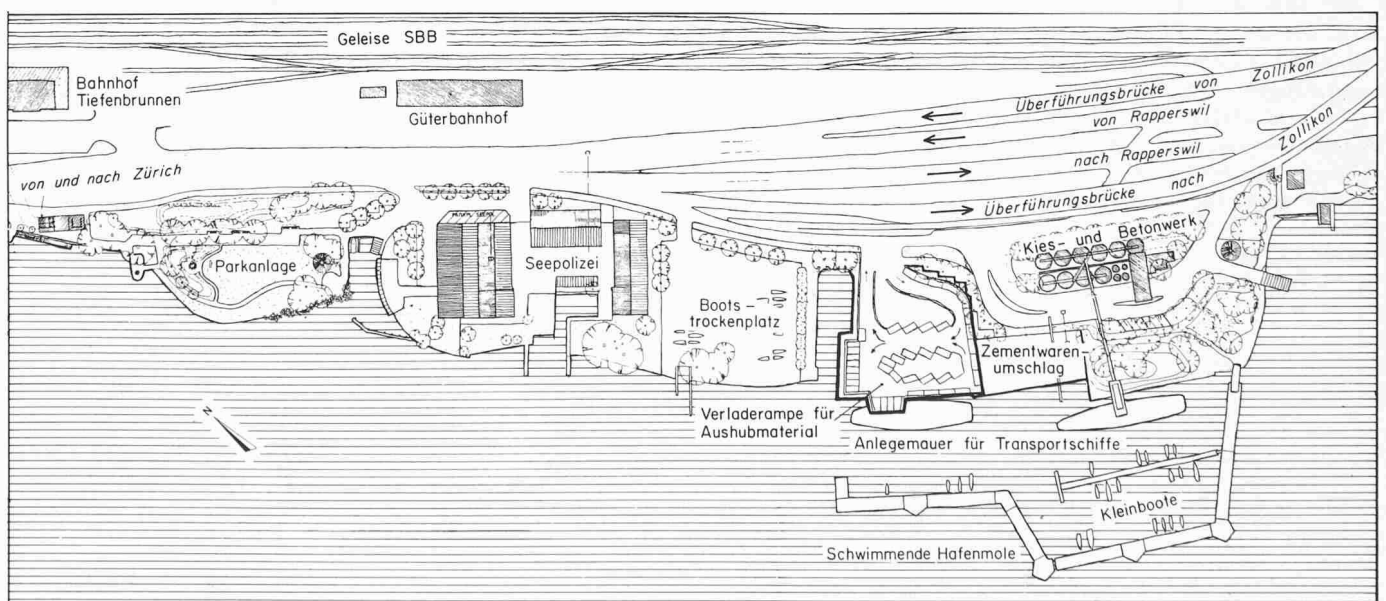 Geleise SBB
Bahnhof
Tiefenbrunnen
Güterbahnhof
Überführungsbrücke von Zollikon
von Rapperswil
nach Rapperswil
Überführungsbrücke nach Zollikon
von und nach Zürich
Parkanlage
Seepolizei
Kies- und Betonwerk
Boots-
trockenplatz
Zementwaren-
umschlag
N
Verladerampe für
Aushubmaterial
Anlegemauer für Transportschiffe
Kleinboote
Schwimmende Hafenmole